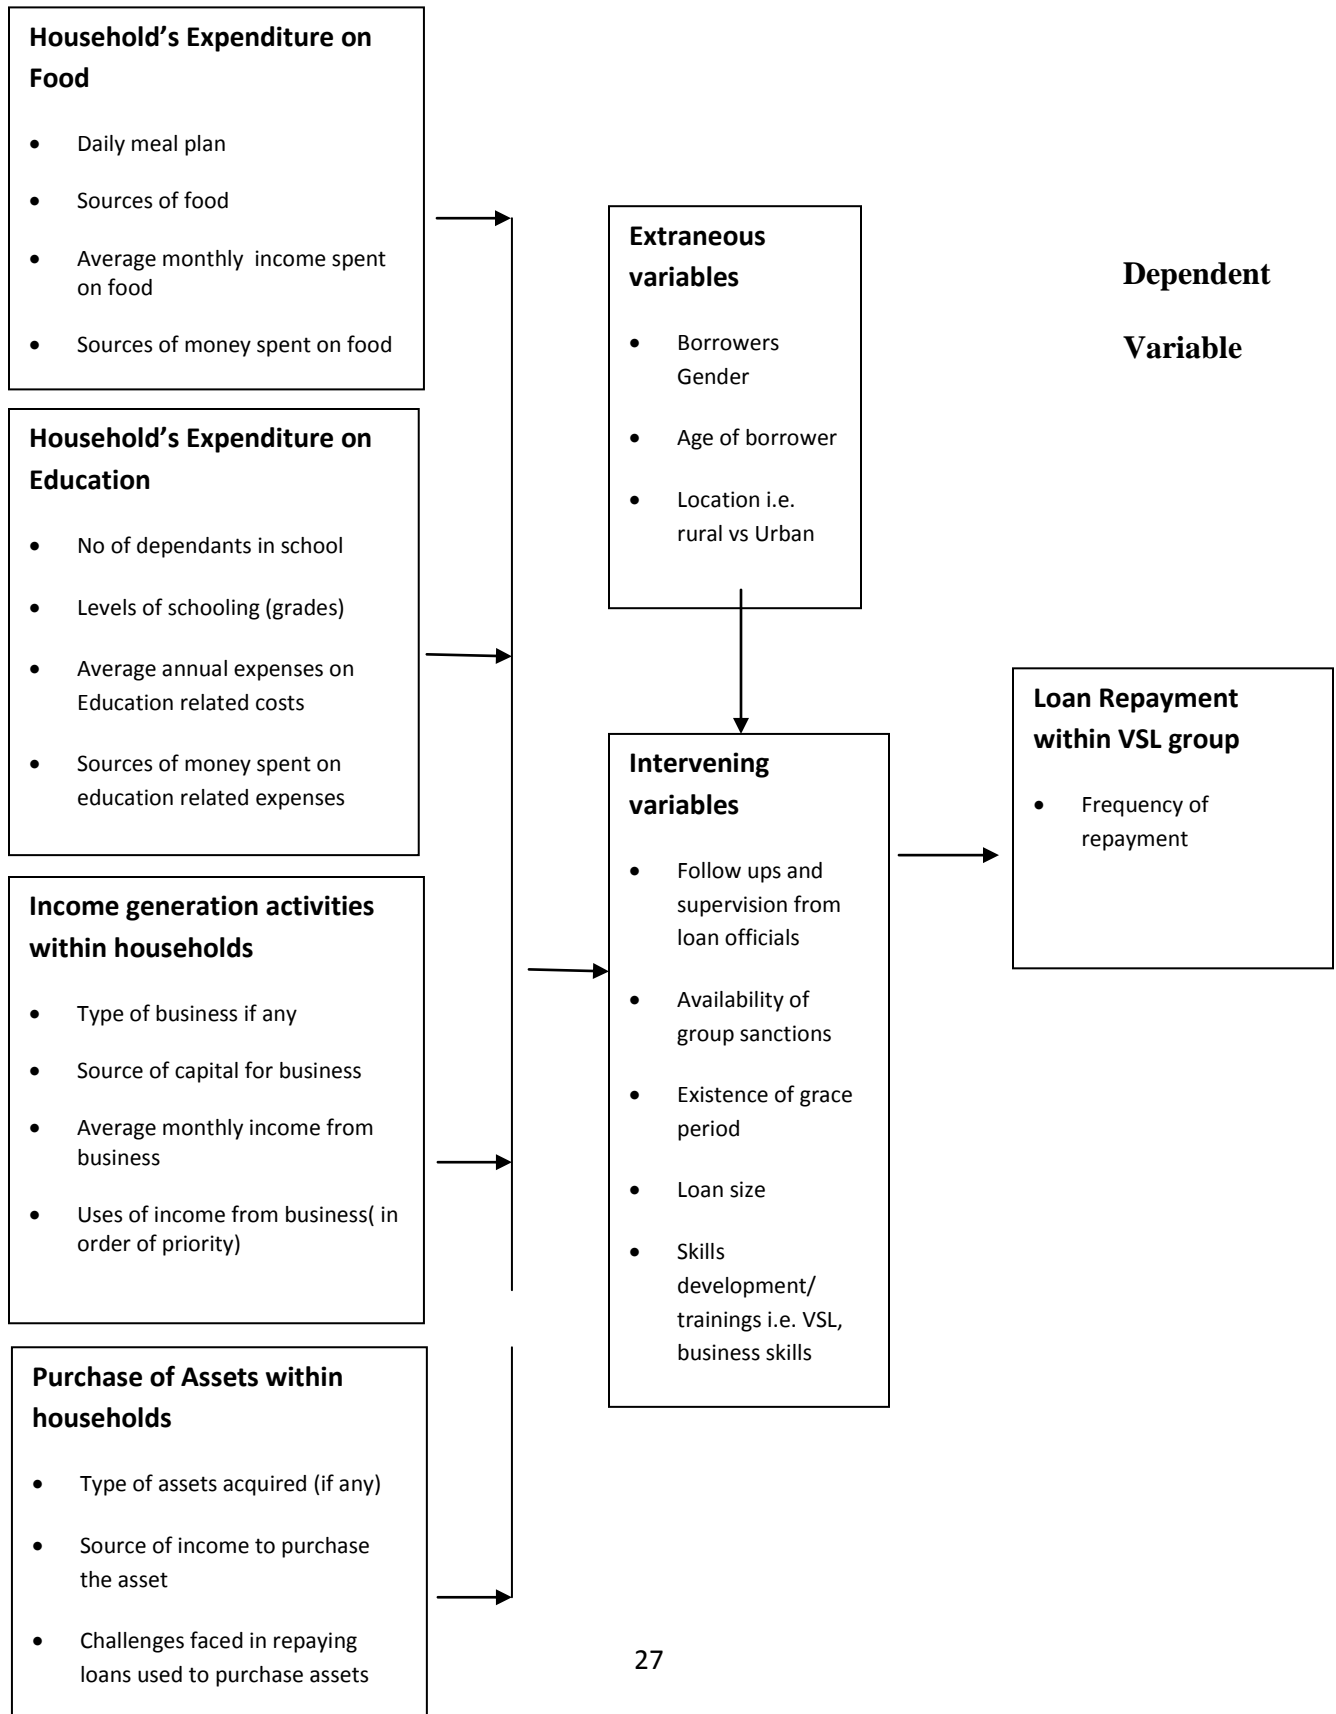 Household’s Expenditure on
Food
• Daily meal plan
• Sources of food
• Average monthly income spent
on food
• Sources of money spent on food
Household’s Expenditure on
Education
• No of dependants in school
• Levels of schooling (grades)
• Average annual expenses on
Education related costs
• Sources of money spent on
education related expenses
Income generation activities
within households
• Type of business if any
• Source of capital for business
• Average monthly income from
business
• Uses of income from business( in
order of priority)
Purchase of Assets within
households
• Type of assets acquired (if any)
• Source of income to purchase
the asset
• Challenges faced in repaying
loans used to purchase assets
Extraneous
variables
• Borrowers
Gender
• Age of borrower
• Location i.e.
rural vs Urban
Intervening
variables
• Follow ups and
supervision from
loan officials
• Availability of
group sanctions
• Existence of grace
period
• Loan size
• Skills
development/
trainings i.e. VSL,
business skills
Dependent
Variable
Loan Repayment
within VSL group
• Frequency of
repayment
27